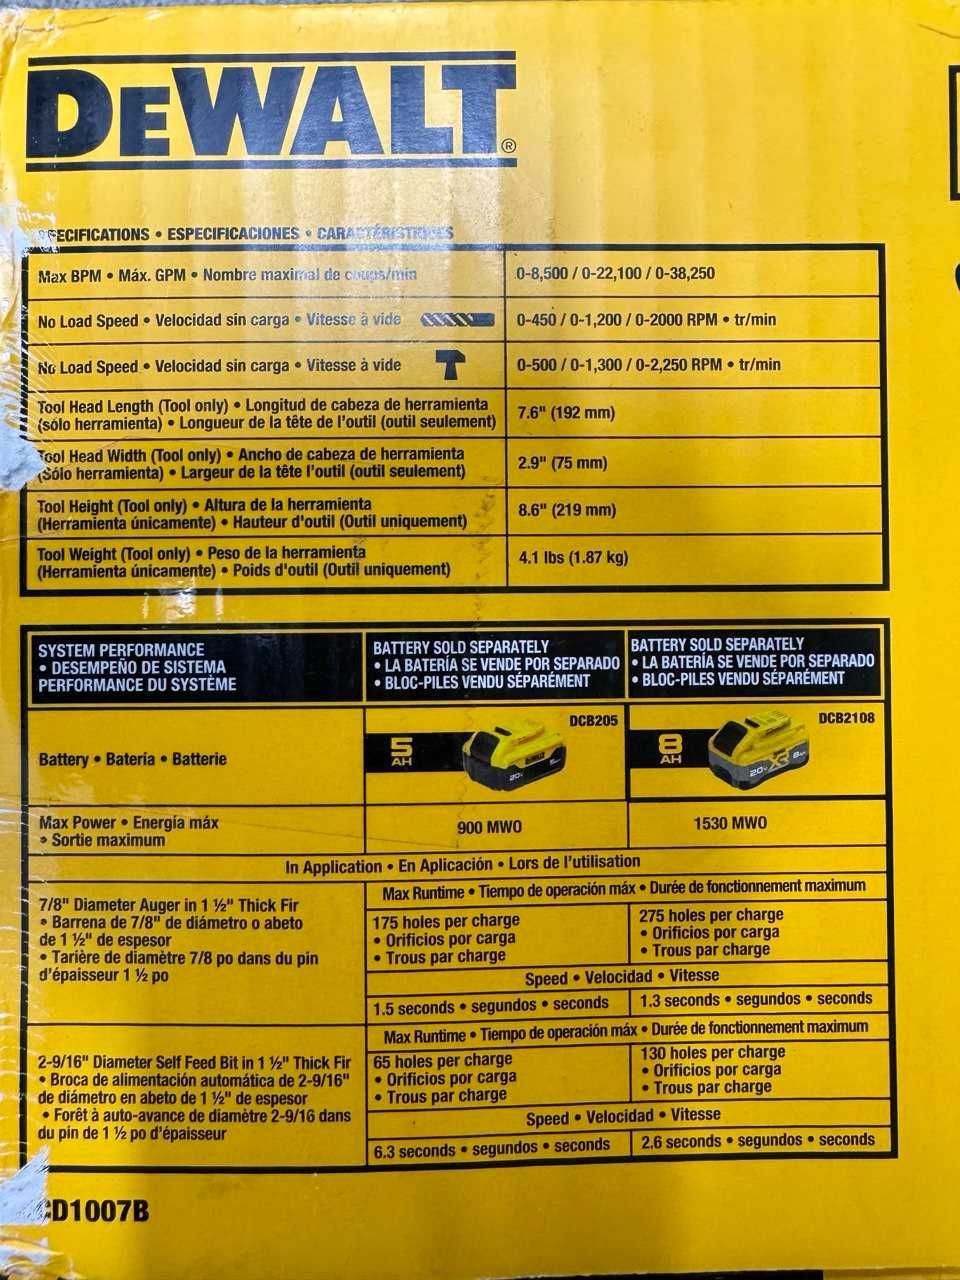 DEWALT®
SPECIFICATIONS • ESPECIFICACIONES • CARACTÉRISTIQUES
Max BPM • Máx. GPM • Nombre maximal de coups/min
0-8,500 / 0-22,100 / 0-38,250
No Load Speed • Velocidad sin carga • Vitesse à vide
0-450 / 0-1,200 / 0-2000 RPM • tr/min
No Load Speed • Velocidad sin carga • Vitesse à vide
0-500 / 0-1,300 / 0-2,250 RPM • tr/min
Tool Head Length (Tool only) • Longitud de cabeza de herramienta
(sólo herramienta) • Longueur de la tête de l'outil (outil seulement)
7.6" (192 mm)
Tool Head Width (Tool only) • Ancho de cabeza de herramienta
(Sólo herramienta) • Largeur de la tête l'outil (outil seulement)
2.9" (75 mm)
Tool Height (Tool only) • Altura de la herramienta
(Herramienta únicamente) • Hauteur d'outil (Outil uniquement)
8.6" (219 mm)
Tool Weight (Tool only) • Peso de la herramienta
(Herramienta únicamente) • Poids d'outil (Outil uniquement)
4.1 lbs (1.87 kg)
SYSTEM PERFORMANCE
• DESEMPEÑO DE SISTEMA
PERFORMANCE DU SYSTÈME
BATTERY SOLD SEPARATELY
• LA BATERÍA SE VENDE POR SEPARADO
• BLOC-PILES VENDU SÉPARÉMENT
BATTERY SOLD SEPARATELY
• LA BATERÍA SE VENDE POR SEPARADO
• BLOC-PILES VENDU SÉPARÉMENT
Battery • Batería • Batterie
5
AH
DCB205
DEWALT
20V
8
AH
DCB2108
20V XR 8Ah
Max Power • Energía máx
• Sortie maximum
900 MWO
1530 MWO
In Application • En Aplicación • Lors de l'utilisation
7/8" Diameter Auger in 1 ½" Thick Fir
• Barrena de 7/8" de diámetro o abeto
de 1 ½" de espesor
• Tarière de diamètre 7/8 po dans du pin
d'épaisseur 1 ½ po
Max Runtime • Tiempo de operación máx • Durée de fonctionnement maximum
175 holes per charge
• Orificios por carga
• Trous par charge
275 holes per charge
• Orificios por carga
• Trous par charge
Speed • Velocidad • Vitesse
1.5 seconds • segundos • seconds
1.3 seconds • segundos • seconds
2-9/16" Diameter Self Feed Bit in 1 ½" Thick Fir
• Broca de alimentación automática de 2-9/16"
de diámetro en abeto de 1 ½" de espesor
• Forêt à auto-avance de diamètre 2-9/16 dans
du pin de 1 ½ po d'épaisseur
Max Runtime • Tiempo de operación máx • Durée de fonctionnement maximum
65 holes per charge
• Orificios por carga
• Trous par charge
130 holes per charge
• Orificios por carga
• Trous par charge
Speed • Velocidad • Vitesse
6.3 seconds • segundos • seconds
2.6 seconds • segundos • seconds
CD1007B